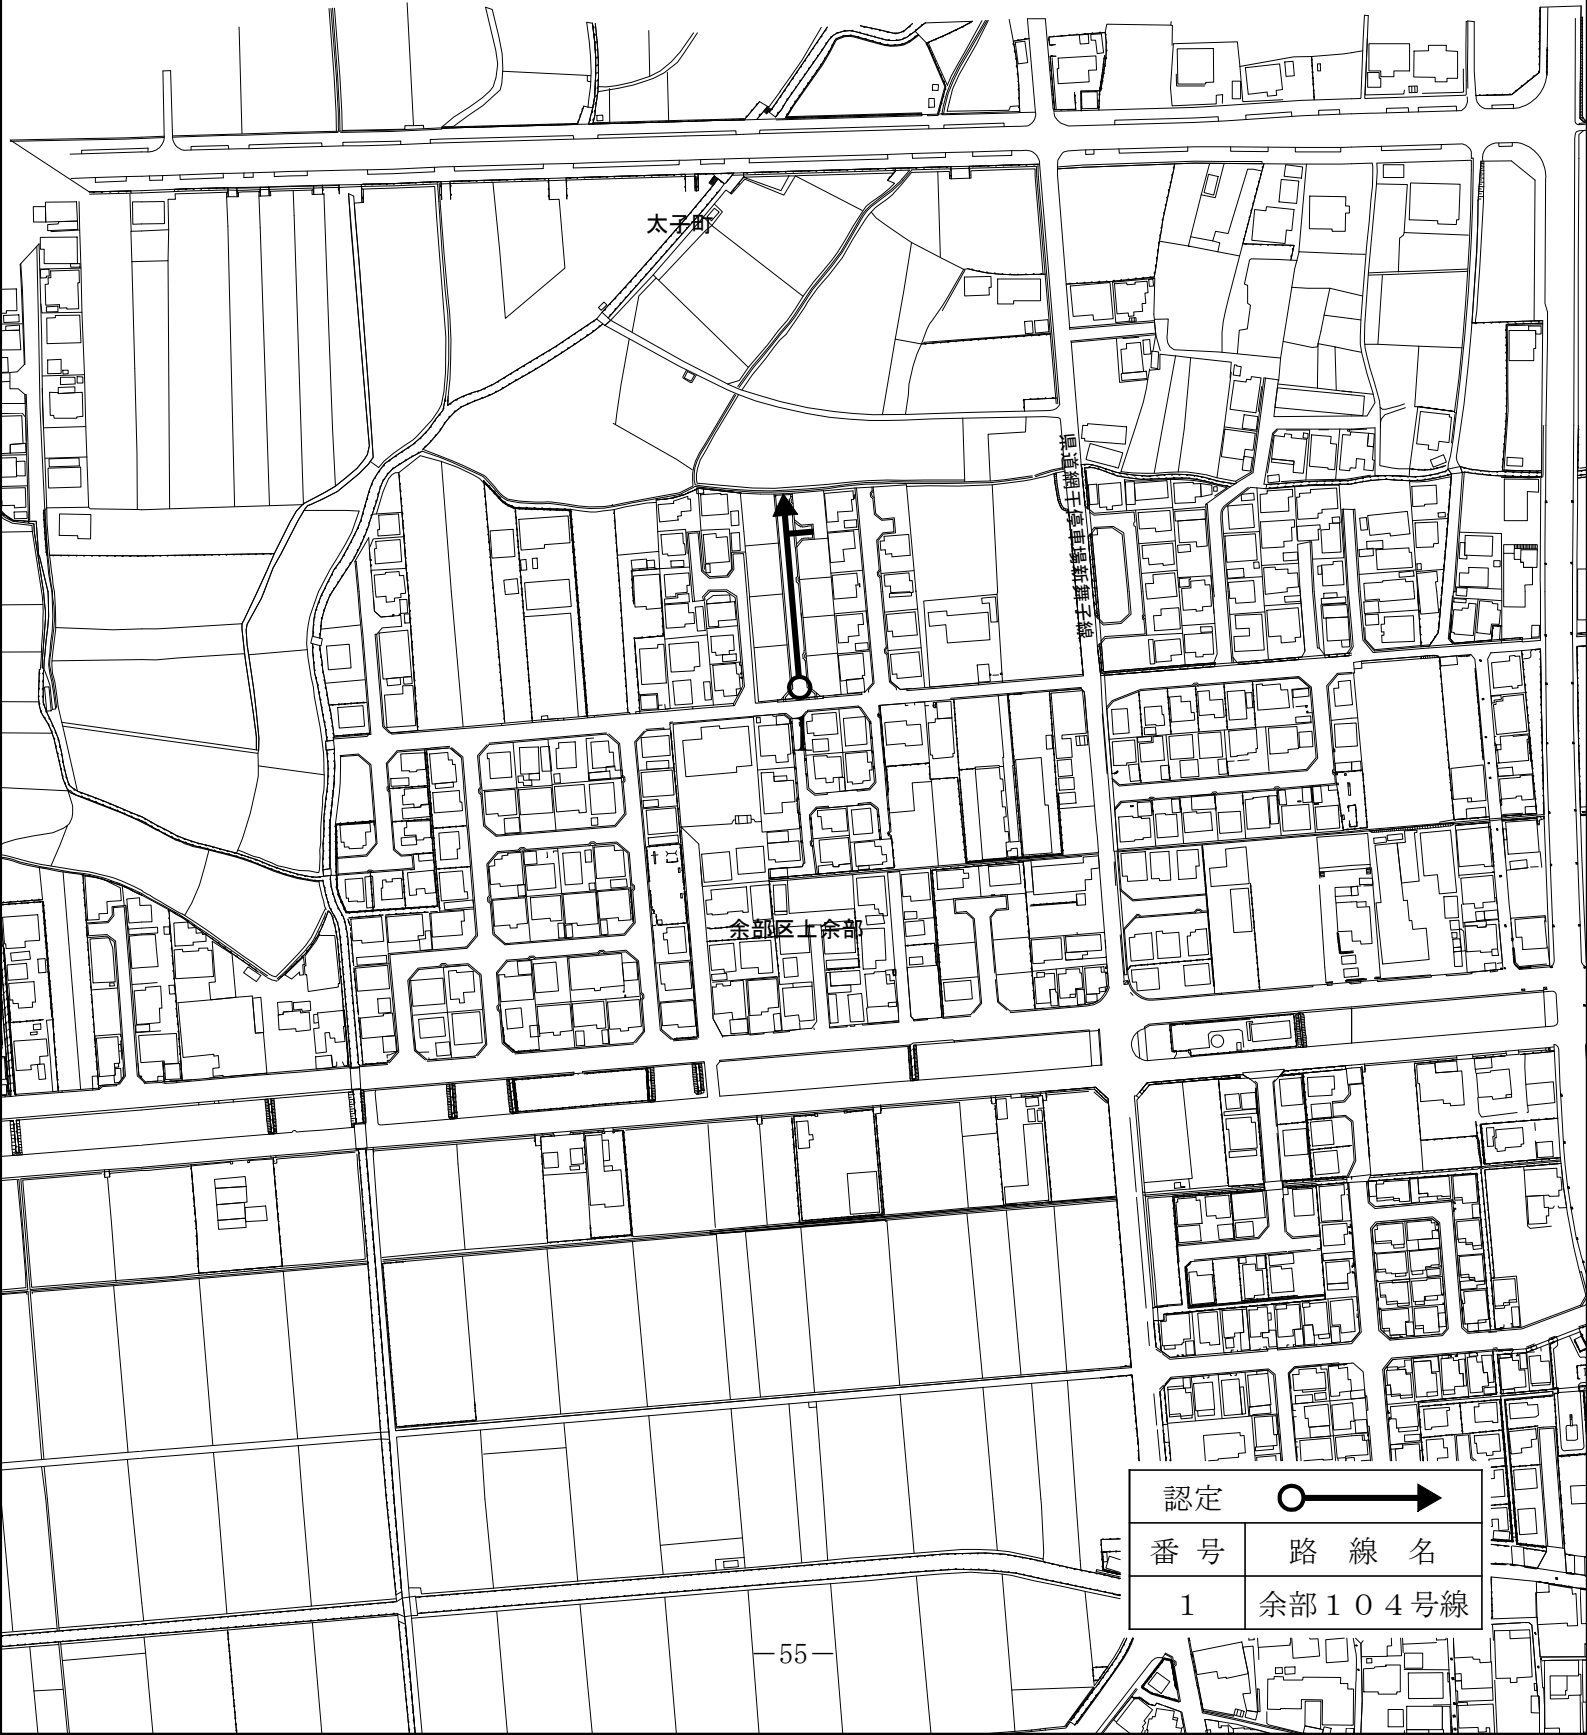 太子町
県道網干停車場新舞子線
余部区上余部
認定
番号 路線名
1 余部１０４号線
―55―